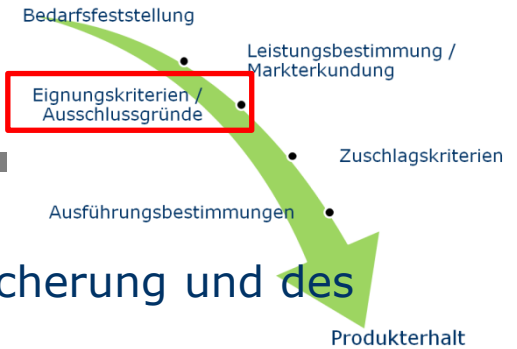 Bedarfsfeststellung
Leistungsbestimmung /
Markterkundung
Eignungskriterien /
Ausschlussgründe
Zuschlagskriterien
Ausführungsbestimmungen
cherung und des
Produkterhalt